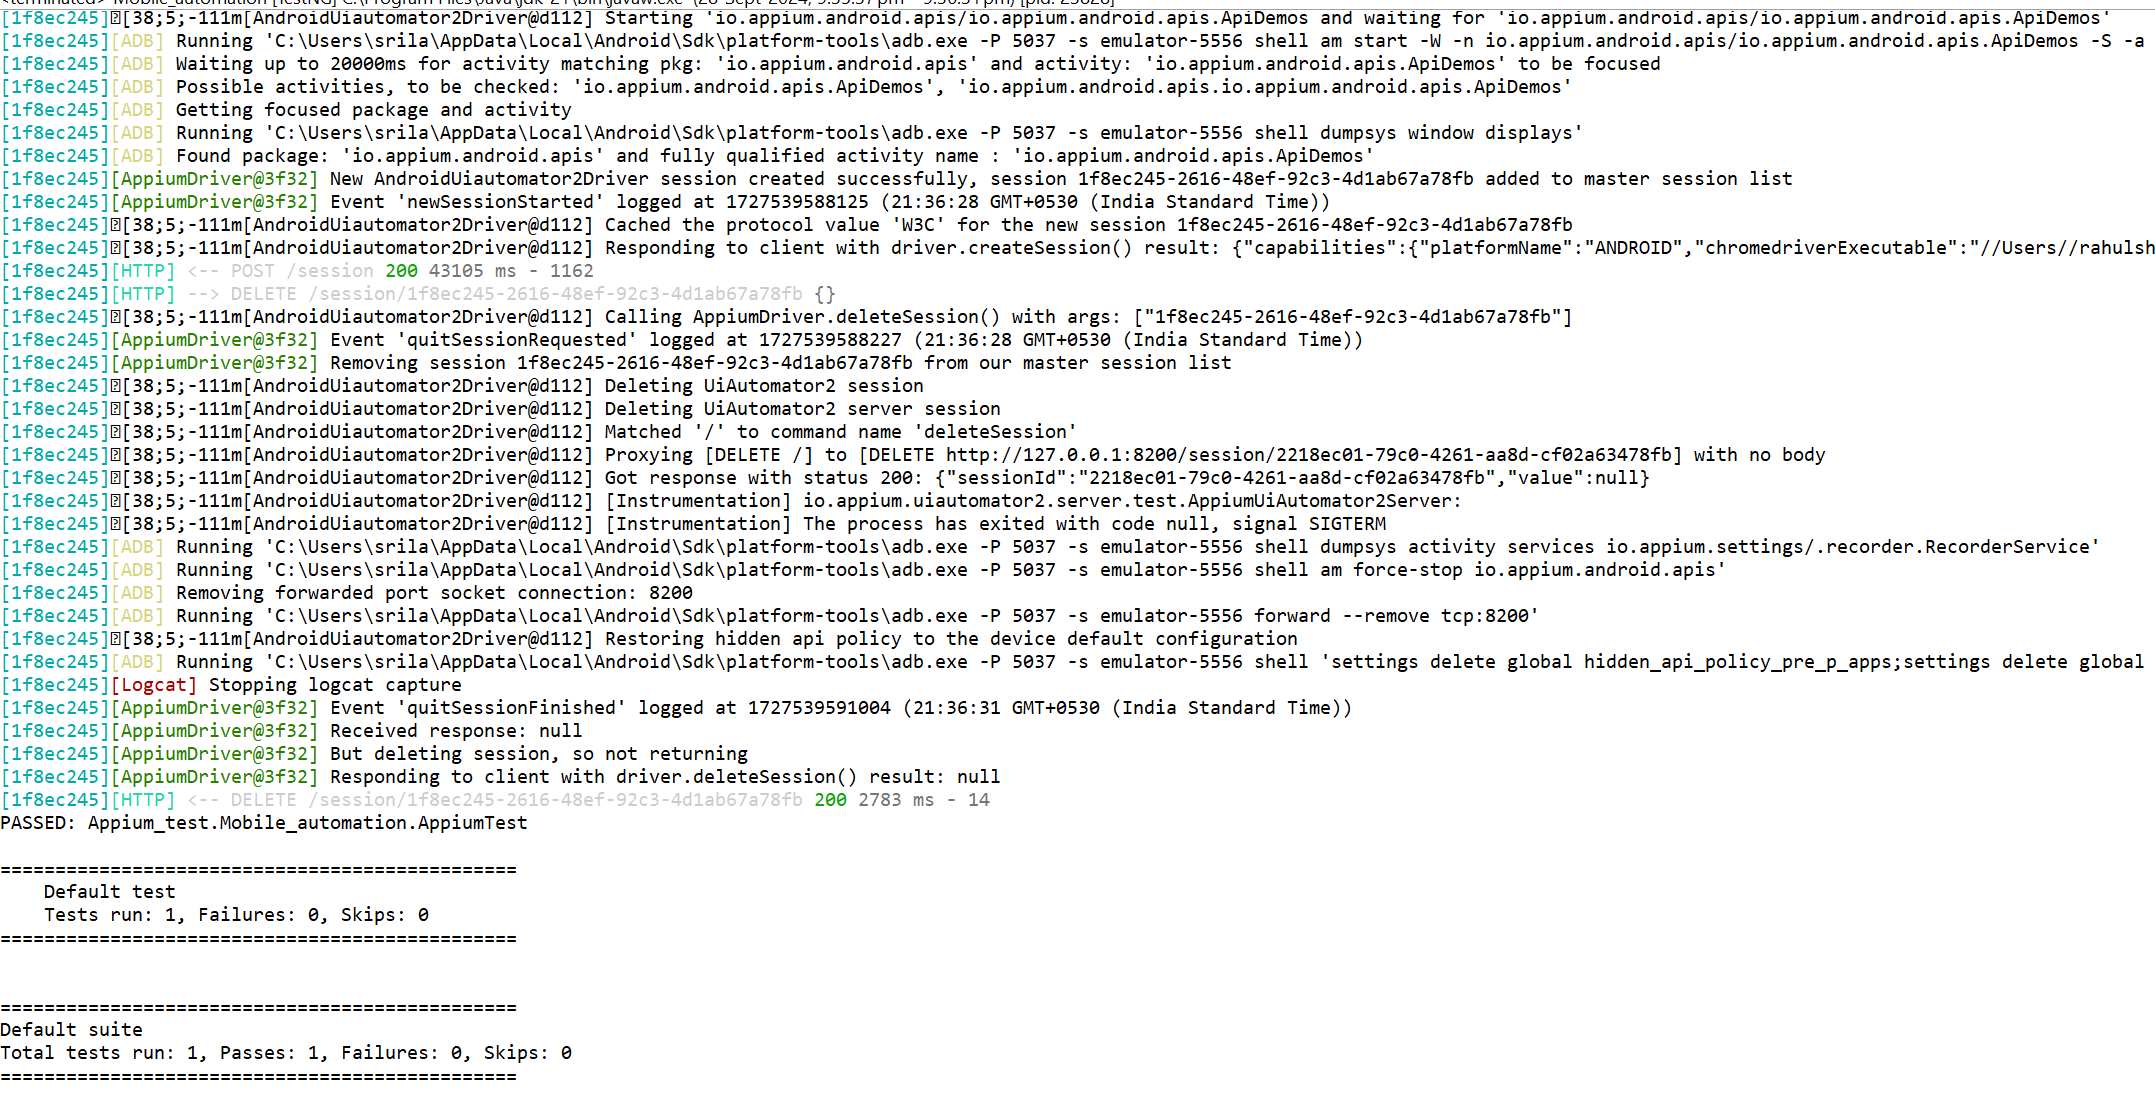 <terminated> Mobile_automation [TestNG] C:\Program Files\Java\jdk-21\bin\javaw.exe (28-Sept-2024, 9:35:37 pm – 9:36:31 pm) [pid: 23028]
[1f8ec245][38;5;-111m[AndroidUiautomator2Driver@d112] Starting 'io.appium.android.apis/io.appium.android.apis.ApiDemos and waiting for 'io.appium.android.apis/io.appium.android.apis.ApiDemos'
[1f8ec245][ADB] Running 'C:\Users\srila\AppData\Local\Android\Sdk\platform-tools\adb.exe -P 5037 -s emulator-5556 shell am start -W -n io.appium.android.apis/io.appium.android.apis.ApiDemos -S -a
[1f8ec245][ADB] Waiting up to 20000ms for activity matching pkg: 'io.appium.android.apis' and activity: 'io.appium.android.apis.ApiDemos' to be focused
[1f8ec245][ADB] Possible activities, to be checked: 'io.appium.android.apis.ApiDemos', 'io.appium.android.apis.io.appium.android.apis.ApiDemos'
[1f8ec245][ADB] Getting focused package and activity
[1f8ec245][ADB] Running 'C:\Users\srila\AppData\Local\Android\Sdk\platform-tools\adb.exe -P 5037 -s emulator-5556 shell dumpsys window displays'
[1f8ec245][ADB] Found package: 'io.appium.android.apis' and fully qualified activity name : 'io.appium.android.apis.ApiDemos'
[1f8ec245][AppiumDriver@3f32] New AndroidUiautomator2Driver session created successfully, session 1f8ec245-2616-48ef-92c3-4d1ab67a78fb added to master session list
[1f8ec245][AppiumDriver@3f32] Event 'newSessionStarted' logged at 1727539588125 (21:36:28 GMT+0530 (India Standard Time))
[1f8ec245][38;5;-111m[AndroidUiautomator2Driver@d112] Cached the protocol value 'W3C' for the new session 1f8ec245-2616-48ef-92c3-4d1ab67a78fb
[1f8ec245][38;5;-111m[AndroidUiautomator2Driver@d112] Responding to client with driver.createSession() result: {"capabilities":{"platformName":"ANDROID","chromedriverExecutable":"//Users//rahulsh
[1f8ec245][HTTP] <-- POST /session 200 43105 ms - 1162
[1f8ec245][HTTP] --> DELETE /session/1f8ec245-2616-48ef-92c3-4d1ab67a78fb {}
[1f8ec245][38;5;-111m[AndroidUiautomator2Driver@d112] Calling AppiumDriver.deleteSession() with args: ["1f8ec245-2616-48ef-92c3-4d1ab67a78fb"]
[1f8ec245][AppiumDriver@3f32] Event 'quitSessionRequested' logged at 1727539588227 (21:36:28 GMT+0530 (India Standard Time))
[1f8ec245][AppiumDriver@3f32] Removing session 1f8ec245-2616-48ef-92c3-4d1ab67a78fb from our master session list
[1f8ec245][38;5;-111m[AndroidUiautomator2Driver@d112] Deleting UiAutomator2 session
[1f8ec245][38;5;-111m[AndroidUiautomator2Driver@d112] Deleting UiAutomator2 server session
[1f8ec245][38;5;-111m[AndroidUiautomator2Driver@d112] Matched '/' to command name 'deleteSession'
[1f8ec245][38;5;-111m[AndroidUiautomator2Driver@d112] Proxying [DELETE /] to [DELETE http://127.0.0.1:8200/session/2218ec01-79c0-4261-aa8d-cf02a63478fb] with no body
[1f8ec245][38;5;-111m[AndroidUiautomator2Driver@d112] Got response with status 200: {"sessionId":"2218ec01-79c0-4261-aa8d-cf02a63478fb","value":null}
[1f8ec245][38;5;-111m[AndroidUiautomator2Driver@d112] [Instrumentation] io.appium.uiautomator2.server.test.AppiumUiAutomator2Server:
[1f8ec245][38;5;-111m[AndroidUiautomator2Driver@d112] [Instrumentation] The process has exited with code null, signal SIGTERM
[1f8ec245][ADB] Running 'C:\Users\srila\AppData\Local\Android\Sdk\platform-tools\adb.exe -P 5037 -s emulator-5556 shell dumpsys activity services io.appium.settings/.recorder.RecorderService'
[1f8ec245][ADB] Running 'C:\Users\srila\AppData\Local\Android\Sdk\platform-tools\adb.exe -P 5037 -s emulator-5556 shell am force-stop io.appium.android.apis'
[1f8ec245][ADB] Removing forwarded port socket connection: 8200
[1f8ec245][ADB] Running 'C:\Users\srila\AppData\Local\Android\Sdk\platform-tools\adb.exe -P 5037 -s emulator-5556 forward --remove tcp:8200'
[1f8ec245][38;5;-111m[AndroidUiautomator2Driver@d112] Restoring hidden api policy to the device default configuration
[1f8ec245][ADB] Running 'C:\Users\srila\AppData\Local\Android\Sdk\platform-tools\adb.exe -P 5037 -s emulator-5556 shell 'settings delete global hidden_api_policy_pre_p_apps;settings delete global
[1f8ec245][Logcat] Stopping logcat capture
[1f8ec245][AppiumDriver@3f32] Event 'quitSessionFinished' logged at 1727539591004 (21:36:31 GMT+0530 (India Standard Time))
[1f8ec245][AppiumDriver@3f32] Received response: null
[1f8ec245][AppiumDriver@3f32] But deleting session, so not returning
[1f8ec245][AppiumDriver@3f32] Responding to client with driver.deleteSession() result: null
[1f8ec245][HTTP] <-- DELETE /session/1f8ec245-2616-48ef-92c3-4d1ab67a78fb 200 2783 ms - 14
PASSED: Appium_test.Mobile_automation.AppiumTest
===============================================
Default test
Tests run: 1, Failures: 0, Skips: 0
===============================================
===============================================
Default suite
Total tests run: 1, Passes: 1, Failures: 0, Skips: 0
===============================================